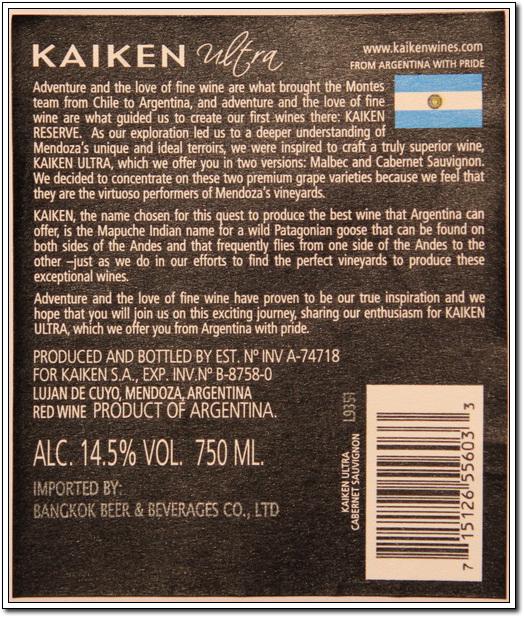 KAIKEN ultra
www.kaikenwines.com
FROM ARGENTINA WITH PRIDE
Adventure and the love of fine wine are what brought the Montes
team from Chile to Argentina, and adventure and the love of fine
wine are what guided us to create our first wines there: KAIKEN
RESERVE. As our exploration led us to a deeper understanding of
Mendoza's unique and ideal terroirs, we were inspired to craft a truly superior wine,
KAIKEN ULTRA, which we offer you in two versions: Malbec and Cabernet Sauvignon.
We decided to concentrate on these two premium grape varieties because we feel that
they are the virtuoso performers of Mendoza's vineyards.
KAIKEN, the name chosen for this quest to produce the best wine that Argentina can
offer, is the Mapuche Indian name for a wild Patagonian goose that can be found on
both sides of the Andes and that frequently flies from one side of the Andes to the
other –just as we do in our efforts to find the perfect vineyards to produce these
exceptional wines.
Adventure and the love of fine wine have proven to be our true inspiration and we
hope that you will join us on this exciting journey, sharing our enthusiasm for KAIKEN
ULTRA, which we offer you from Argentina with pride.
PRODUCED AND BOTTLED BY EST. Nº INV A-74718
FOR KAIKEN S.A., EXP. INV.Nº B-8758-0
LUJAN DE CUYO, MENDOZA, ARGENTINA
RED WINE PRODUCT OF ARGENTINA.
ALC. 14.5% VOL. 750 ML.
IMPORTED BY:
BANGKOK BEER & BEVERAGES CO., LTD
L9351
KAIKEN ULTRA
CABERNET SAUVIGNON
7 15126 55603 3